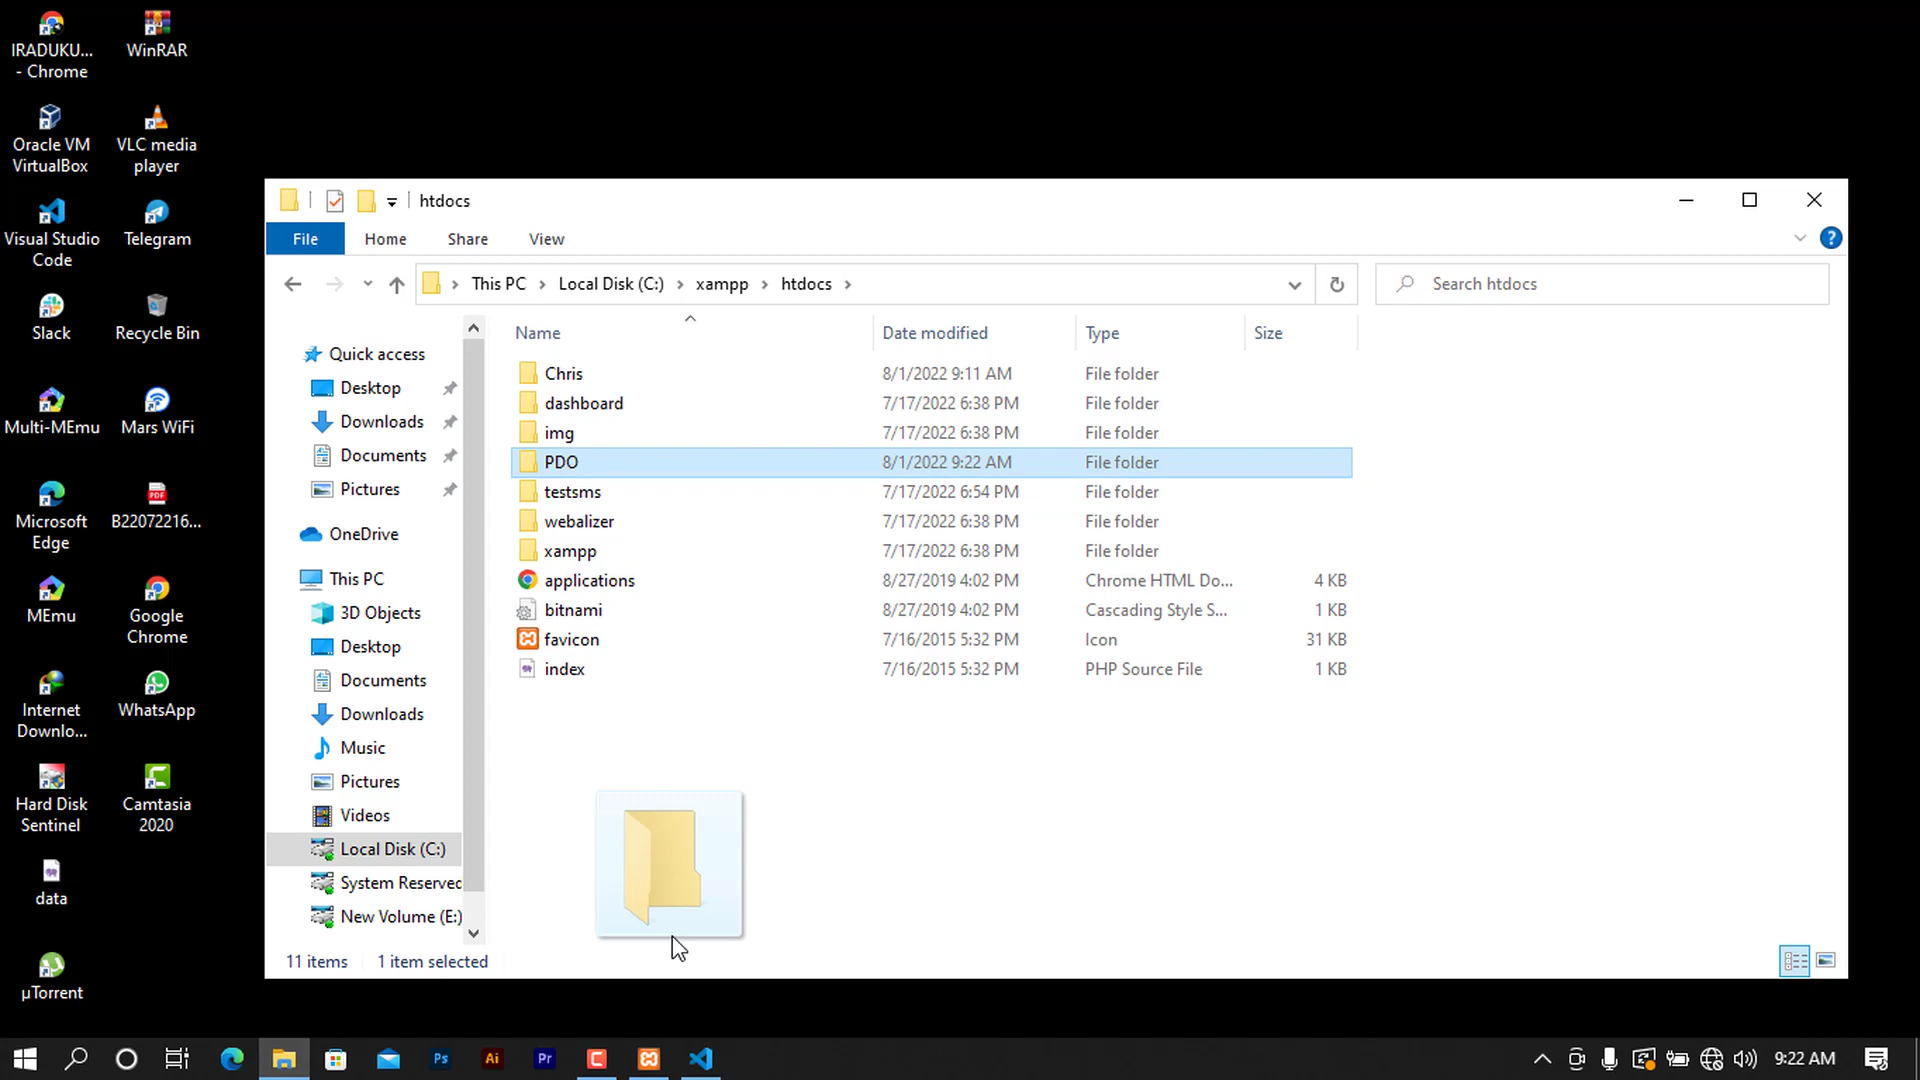 IRADUKU...
- Chrome
WinRAR
Oracle VM
VirtualBox
VLC media
player
Visual Studio
Code
Telegram
Slack
Recycle Bin
Multi-MEmu
Mars WiFi
Microsoft
Edge
PDF
B22072216...
MEmu
Google
Chrome
Internet
Downlo...
WhatsApp
Hard Disk
Sentinel
Camtasia
2020
data
µTorrent
htdocs
File
Home
Share
View
?
This PC
Local Disk (C:)
xampp
htdocs
Search htdocs
Name
Date modified
Type
Size
Quick access
Desktop
Downloads
Documents
Pictures
OneDrive
This PC
3D Objects
Desktop
Documents
Downloads
Music
Pictures
Videos
Local Disk (C:)
System Reserved
New Volume (E:)
Chris 8/1/2022 9:11 AM File folder
dashboard 7/17/2022 6:38 PM File folder
img 7/17/2022 6:38 PM File folder
PDO 8/1/2022 9:22 AM File folder
testsms 7/17/2022 6:54 PM File folder
webalizer 7/17/2022 6:38 PM File folder
xampp 7/17/2022 6:38 PM File folder
applications 8/27/2019 4:02 PM Chrome HTML Do... 4 KB
bitnami 8/27/2019 4:02 PM Cascading Style S... 1 KB
favicon 7/16/2015 5:32 PM Icon 31 KB
index 7/16/2015 5:32 PM PHP Source File 1 KB
11 items
1 item selected
Ps
Ai
Pr
9:22 AM